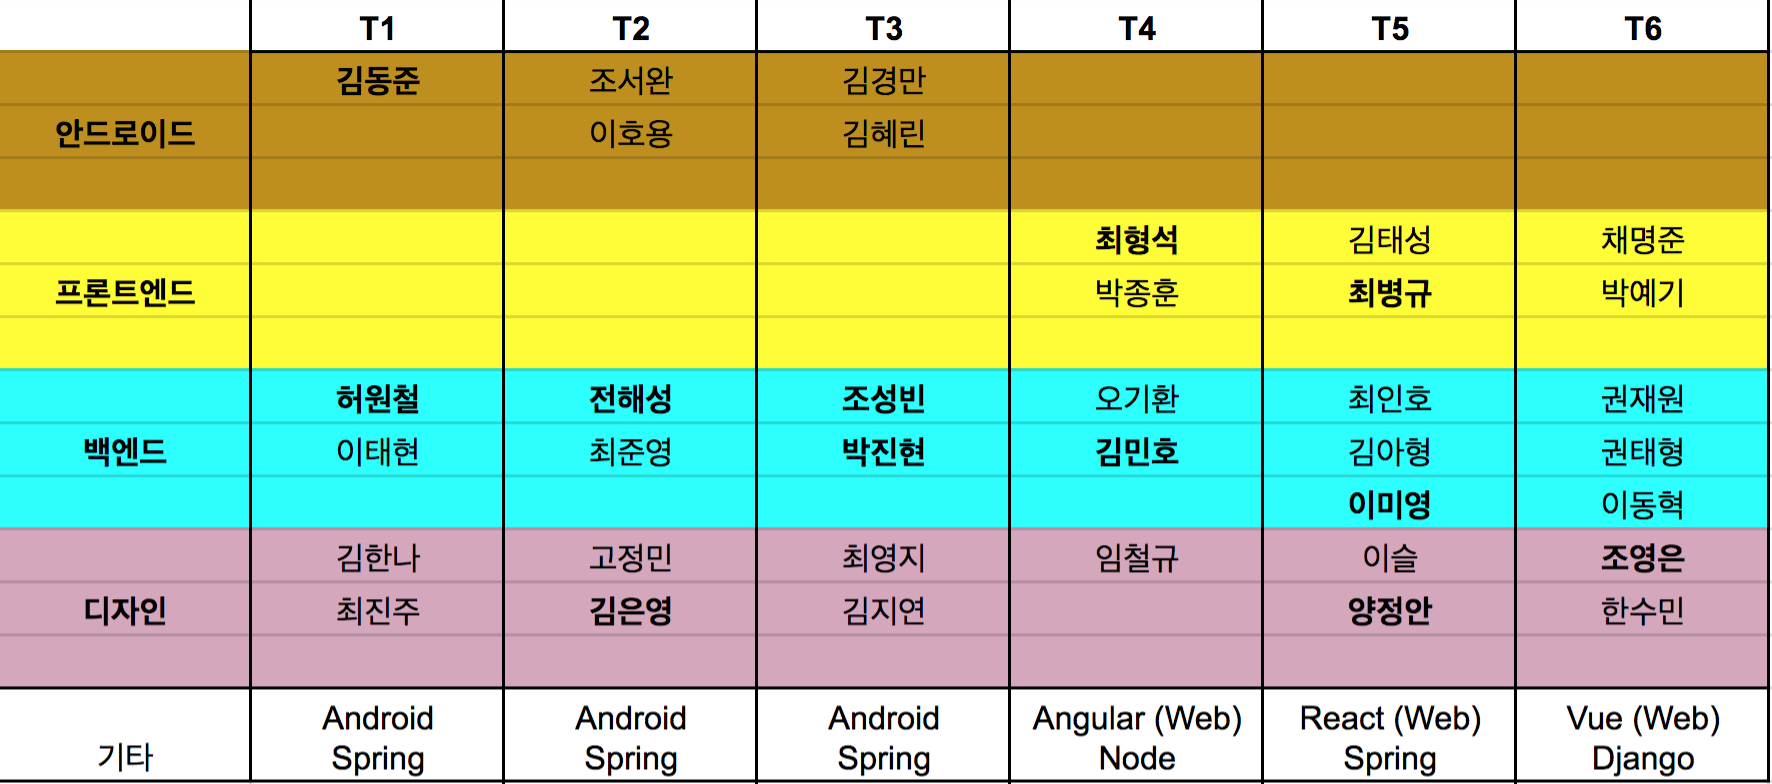 T1 T2 T3 T4 T5 T6
김동준 조서완 김경만
안드로이드 이호용 김혜린
최형석 김태성 채명준
프론트엔드 박종훈 최병규 박예기
허원철 전해성 조성빈 오기환 최인호 권재원
백엔드 이태현 최준영 박진현 김민호 김아형 권태형
이미영 이동혁
김한나 고정민 최영지 임철규 이슬 조영은
디자인 최진주 김은영 김지연 양정안 한수민
Android Android Android Angular (Web) React (Web) Vue (Web)
기타 Spring Spring Spring Node Spring Django